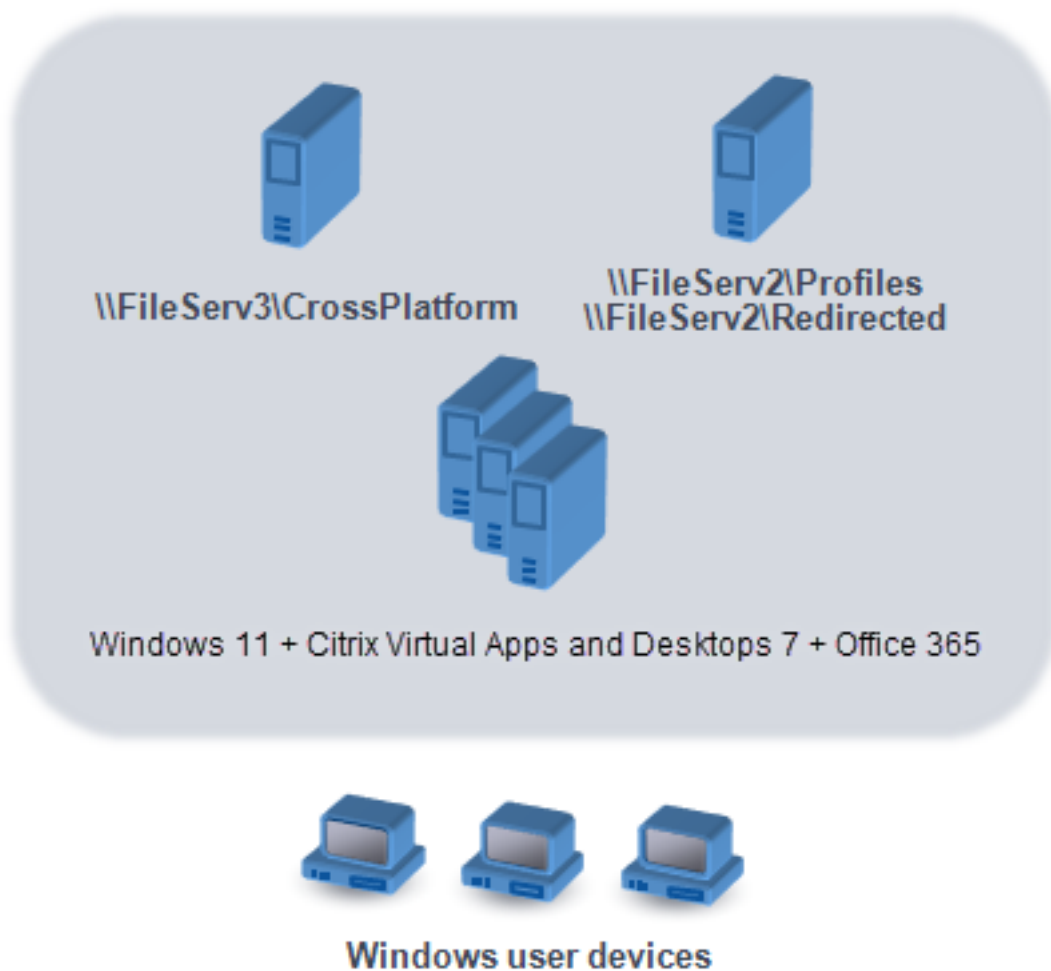 \\FileServ3\CrossPlatform
\\FileServ2\Profiles
\\FileServ2\Redirected
Windows 11 + Citrix Virtual Apps and Desktops 7 + Office 365
Windows user devices